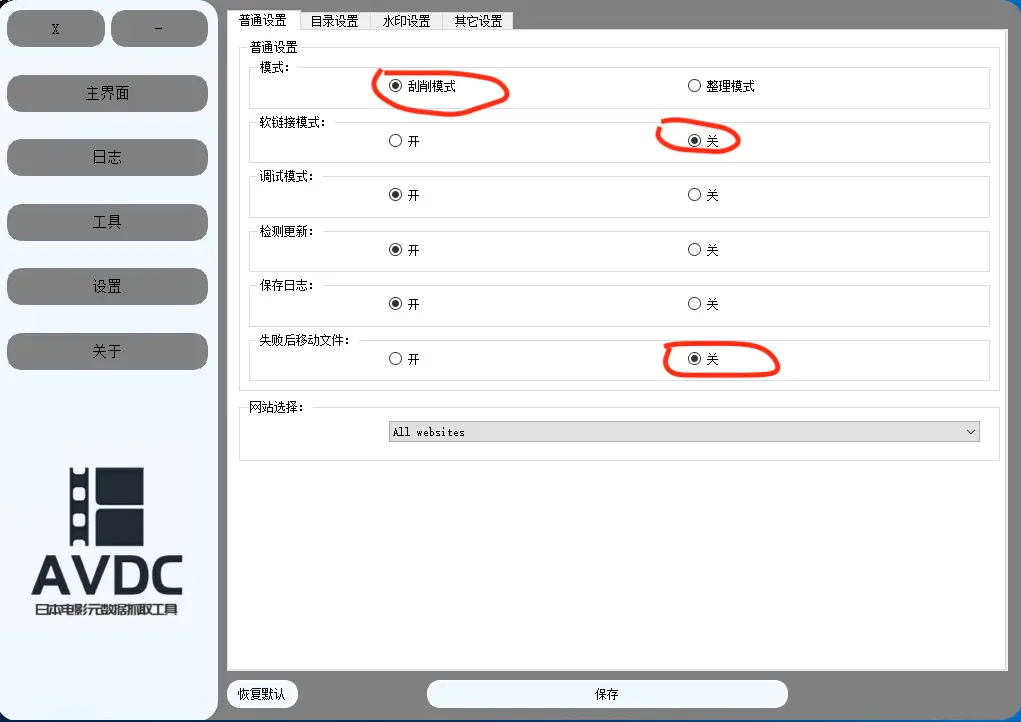 X
-
主界面
日志
工具
设置
关于
AVDC
日本电影元数据抓取工具
普通设置 目录设置 水印设置 其它设置
普通设置
模式:
刮削模式 整理模式
软链接模式:
开 关
调试模式:
开 关
检测更新:
开 关
保存日志:
开 关
失败后移动文件:
开 关
网站选择:
All websites
恢复默认 保存